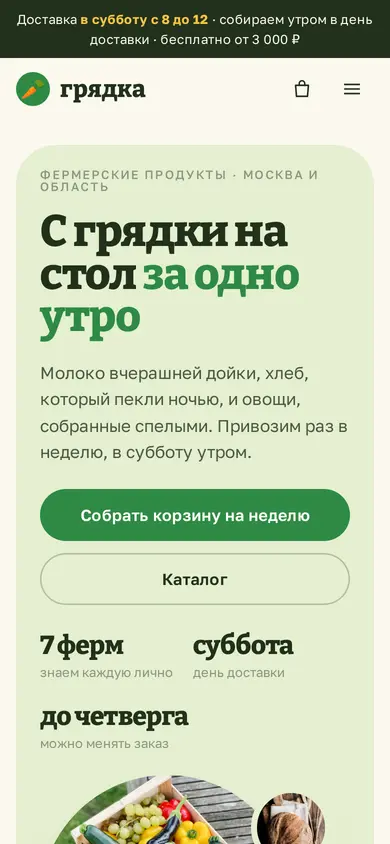 Доставка в субботу с 8 до 12 · собираем утром в день
доставки · бесплатно от 3 000 ₽
грядка
ФЕРМЕРСКИЕ ПРОДУКТЫ · МОСКВА И
ОБЛАСТЬ
С грядки на
стол за одно
утро
Молоко вчерашней дойки, хлеб,
который пекли ночью, и овощи,
собранные спелыми. Привозим раз в
неделю, в субботу утром.
Собрать корзину на неделю
Каталог
7 ферм
знаем каждую лично
суббота
день доставки
до четверга
можно менять заказ